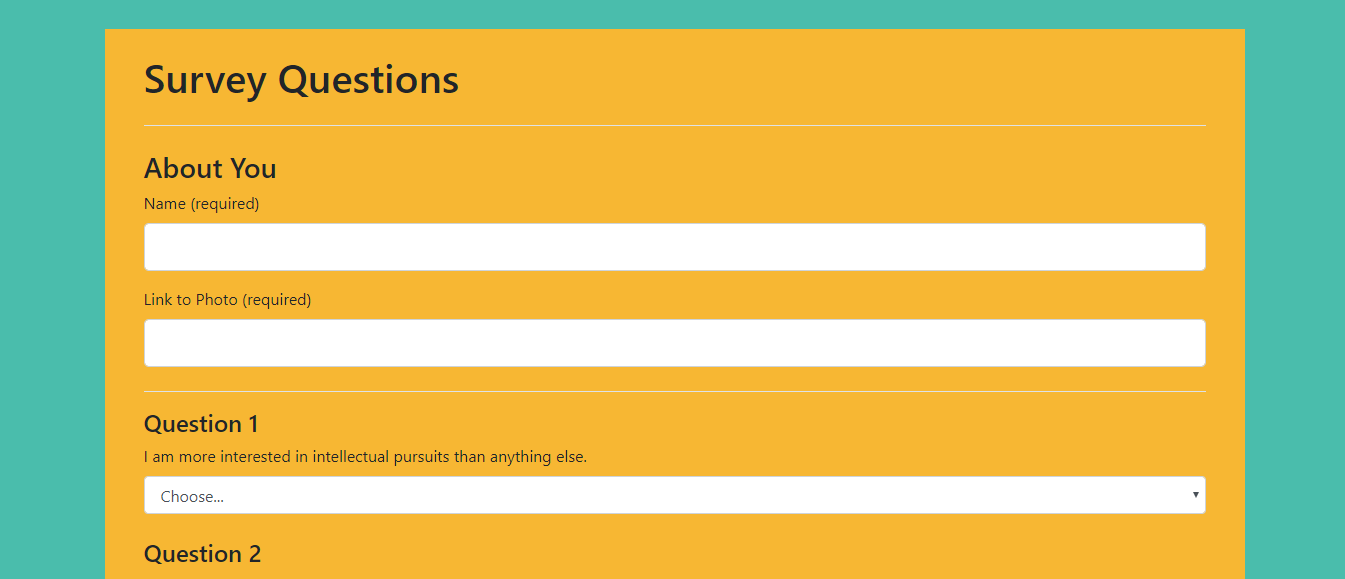 Survey Questions
About You
Name (required)
Link to Photo (required)
Question 1
I am more interested in intellectual pursuits than anything else.
Choose...
Question 2